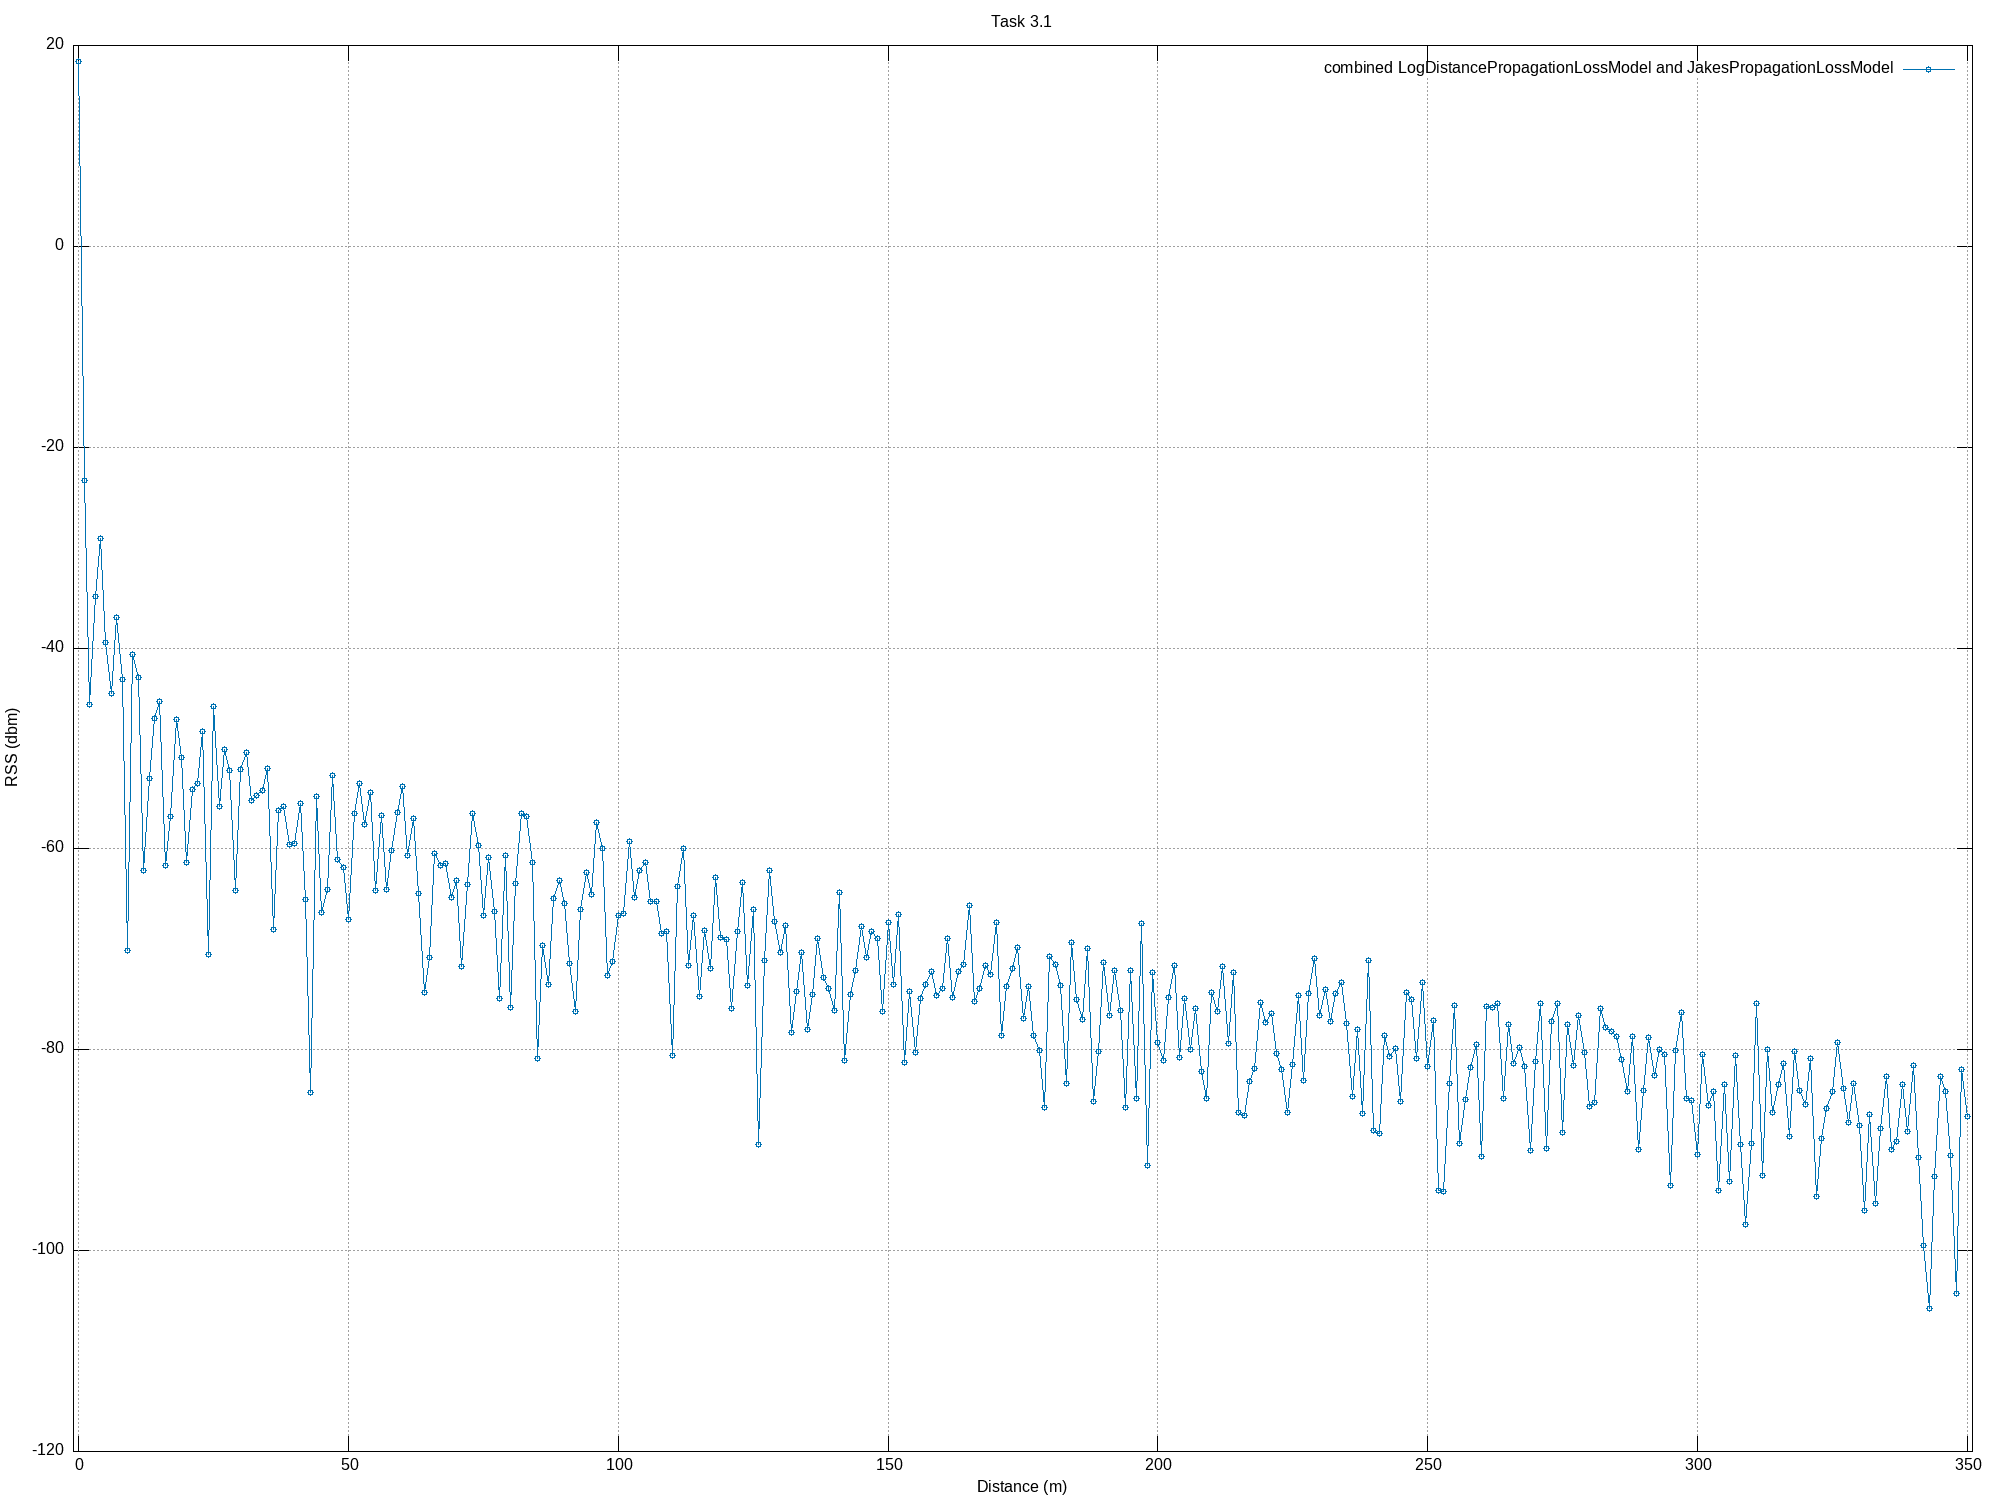 Task 3.1
combined LogDistancePropagationLossModel and JakesPropagationLossModel
20
0
-20
-40
-60
-80
-100
-120
RSS (dbm)
0 50 100 150 200 250 300 350
Distance (m)